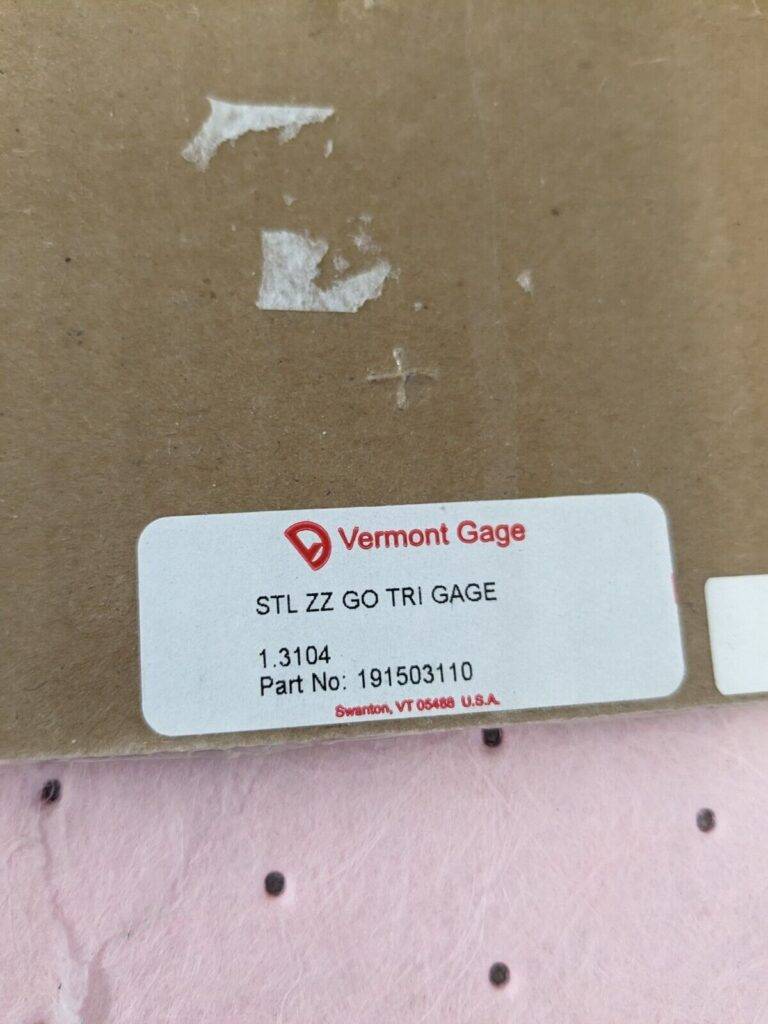 Vermont Gage
STL ZZ GO TRI GAGE
1.3104
Part No: 191503110
Swanton, VT 05488 U.S.A.